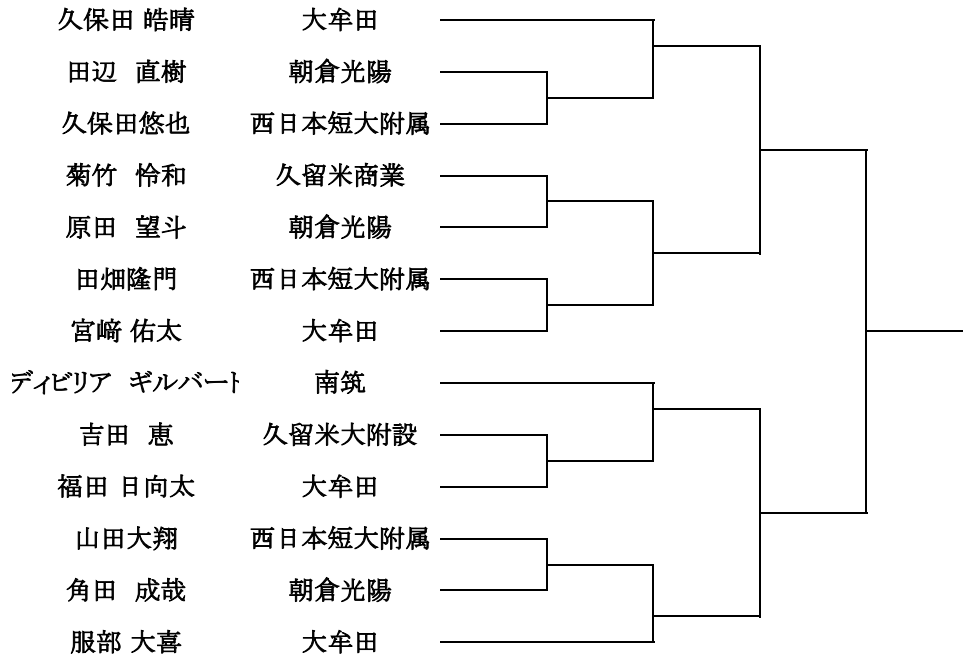 久保田 皓晴 大牟田
田辺 直樹 朝倉光陽
久保田悠也 西日本短大附属
菊竹 怜和 久留米商業
原田 望斗 朝倉光陽
田畑隆門 西日本短大附属
宮﨑 佑太 大牟田
ディビリア ギルバート 南筑
吉田 恵 久留米大附設
福田 日向太 大牟田
山田大翔 西日本短大附属
角田 成哉 朝倉光陽
服部 大喜 大牟田